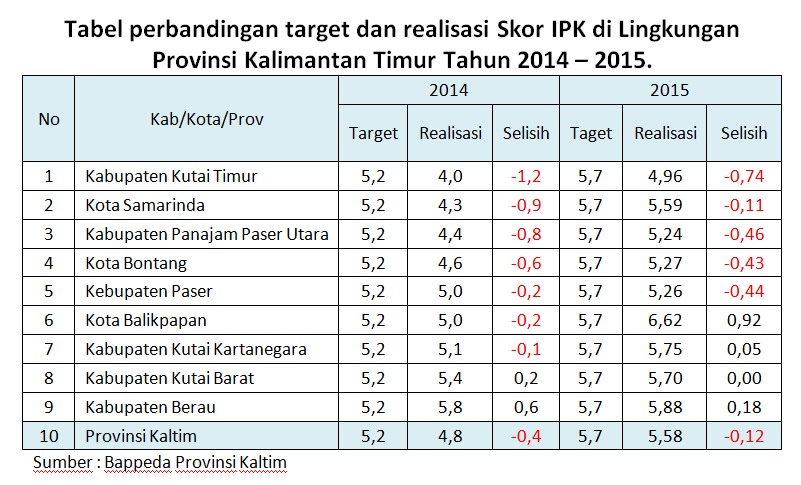 Tabel perbandingan target dan realisasi Skor IPK di Lingkungan
Provinsi Kalimantan Timur Tahun 2014 – 2015.
No Kab/Kota/Prov 2014 2015
Target Realisasi Selisih Taget Realisasi Selisih
1 Kabupaten Kutai Timur 5,2 4,0 -1,2 5,7 4,96 -0,74
2 Kota Samarinda 5,2 4,3 -0,9 5,7 5,59 -0,11
3 Kabupaten Panajam Paser Utara 5,2 4,4 -0,8 5,7 5,24 -0,46
4 Kota Bontang 5,2 4,6 -0,6 5,7 5,27 -0,43
5 Kebupaten Paser 5,2 5,0 -0,2 5,7 5,26 -0,44
6 Kota Balikpapan 5,2 5,0 -0,2 5,7 6,62 0,92
7 Kabupaten Kutai Kartanegara 5,2 5,1 -0,1 5,7 5,75 0,05
8 Kabupaten Kutai Barat 5,2 5,4 0,2 5,7 5,70 0,00
9 Kabupaten Berau 5,2 5,8 0,6 5,7 5,88 0,18
10 Provinsi Kaltim 5,2 4,8 -0,4 5,7 5,58 -0,12
Sumber : Bappeda Provinsi Kaltim